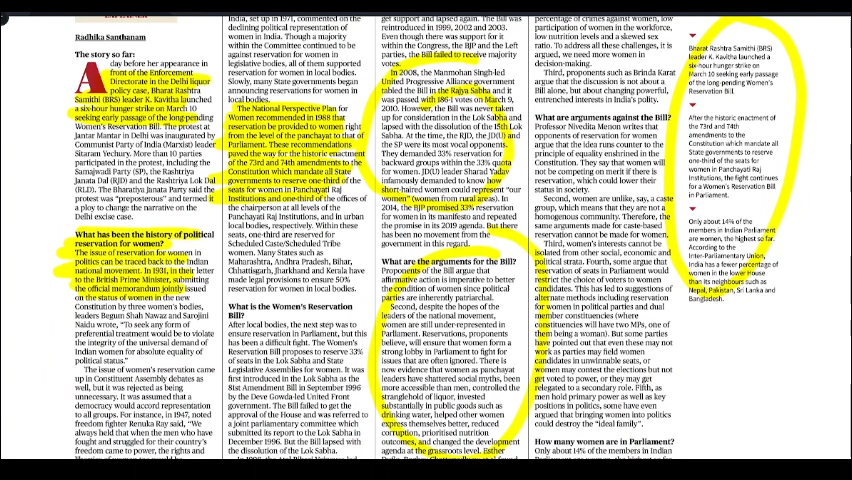 Radhika Santhanam
The story so far:
A day before her appearance in
front of the Enforcement
Directorate in the Delhi liquor
policy case, Bharat Rashtra
Samithi (BRS) leader K. Kavitha launched
a six-hour hunger strike on March 10
seeking early passage of the long-pending
Women's Reservation Bill. The protest at
Jantar Mantar in Delhi was inaugurated by
Communist Party of India (Marxist) leader
Sitaram Yechury. More than 10 parties
participated in the protest, including the
Samajwadi Party (SP), the Rashtriya
Janata Dal (RJD) and the Rashtriya Lok Dal
(RLD). The Bharatiya Janata Party said the
protest was "preposterous" and termed it
a ploy to change the narrative on the
Delhi excise case.
What has been the history of political
reservation for women?
The issue of reservation for women in
politics can be traced back to the Indian
national movement. In 1931, in their letter
to the British Prime Minister, submitting
the official memorandum jointly issued
on the status of women in the new
Constitution by three women's bodies,
leaders Begum Shah Nawaz and Sarojini
Naidu wrote, "To seek any form of
preferential treatment would be to violate
the integrity of the universal demand of
Indian women for absolute equality of
political status."
The issue of women's reservation came
up in Constituent Assembly debates as
well, but it was rejected as being
unnecessary. It was assumed that a
democracy would accord representation
to all groups. For instance, in 1947, noted
freedom fighter Renuka Ray said, "We
always held that when the men who have
fought and struggled for their country's
freedom came to power, the rights and
India, set up in 1971, commented on the
declining political representation of
women in India. Though a majority
within the Committee continued to be
against reservation for women in
legislative bodies, all of them supported
reservation for women in local bodies.
Slowly, many State governments began
announcing reservations for women in
local bodies.
The National Perspective Plan for
Women recommended in 1988 that
reservation be provided to women right
from the level of the panchayat to that of
Parliament. These recommendations
paved the way for the historic enactment
of the 73rd and 74th amendments to the
Constitution which mandate all State
governments to reserve one-third of the
seats for women in Panchayati Raj
Institutions and one-third of the offices of
the chairperson at all levels of the
Panchayati Raj Institutions, and in urban
local bodies, respectively. Within these
seats, one-third are reserved for
Scheduled Caste/Scheduled Tribe
women. Many States such as
Maharashtra, Andhra Pradesh, Bihar,
Chhattisgarh, Jharkhand and Kerala have
made legal provisions to ensure 50%
reservation for women in local bodies.
What is the Women's Reservation
Bill?
After local bodies, the next step was to
ensure reservation in Parliament, but this
has been a difficult fight. The Women's
Reservation Bill proposes to reserve 33%
of seats in the Lok Sabha and State
Legislative Assemblies for women. It was
first introduced in the Lok Sabha as the
81st Amendment Bill in September 1996
by the Deve Gowda-led United Front
government. The Bill failed to get the
approval of the House and was referred to
a joint parliamentary committee which
submitted its report to the Lok Sabha in
December 1996. But the Bill lapsed with
the dissolution of the Lok Sabha.
get support and lapsed again. The Bill was
reintroduced in 1999, 2002 and 2003.
Even though there was support for it
within the Congress, the BJP and the Left
parties, the Bill failed to receive majority
votes.
In 2008, the Manmohan Singh-led
United Progressive Alliance government
tabled the Bill in the Rajya Sabha and it
was passed with 186-1 votes on March 9,
2010. However, the Bill was never taken
up for consideration in the Lok Sabha and
lapsed with the dissolution of the 15th Lok
Sabha. At the time, the RJD, the JD(U) and
the SP were its most vocal opponents.
They demanded 33% reservation for
backward groups within the 33% quota
for women. JD(U) leader Sharad Yadav
infamously demanded to know how
short-haired women could represent "our
women" (women from rural areas). In
2014, the BJP promised 33% reservation
for women in its manifesto and repeated
the promise in its 2019 agenda. But there
has been no movement from the
government in this regard.
What are the arguments for the Bill?
Proponents of the Bill argue that
affirmative action is imperative to better
the condition of women since political
parties are inherently patriarchal.
Second, despite the hopes of the
leaders of the national movement,
women are still under-represented in
Parliament. Reservations, proponents
believe, will ensure that women form a
strong lobby in Parliament to fight for
issues that are often ignored. There is
now evidence that women as panchayat
leaders have shattered social myths, been
more accessible than men, controlled the
stranglehold of liquor, invested
substantially in public goods such as
drinking water, helped other women
express themselves better, reduced
corruption, prioritised nutrition
outcomes, and changed the development
agenda at the grassroots level. Esther
percentage of crimes against women, low
participation of women in the workforce,
low nutrition levels and a skewed sex
ratio. To address all these challenges, it is
argued, we need more women in
decision-making.
Third, proponents such as Brinda Karat
argue that the discussion is not about a
Bill alone, but about changing powerful,
entrenched interests in India's polity.
What are arguments against the Bill?
Professor Nivedita Menon writes that
opponents of reservation for women
argue that the idea runs counter to the
principle of equality enshrined in the
Constitution. They say that women will
not be competing on merit if there is
reservation, which could lower their
status in society.
Second, women are unlike, say, a caste
group, which means that they are not a
homogenous community. Therefore, the
same arguments made for caste-based
reservation cannot be made for women.
Third, women's interests cannot be
isolated from other social, economic and
political strata. Fourth, some argue that
reservation of seats in Parliament would
restrict the choice of voters to women
candidates. This has led to suggestions of
alternate methods including reservation
for women in political parties and dual
member constituencies (where
constituencies will have two MPs, one of
them being a woman). But some parties
have pointed out that even these may not
work as parties may field women
candidates in unwinnable seats, or
women may contest the elections but not
get voted to power, or they may get
relegated to a secondary role. Fifth, as
men hold primary power as well as key
positions in politics, some have even
argued that bringing women into politics
could destroy the "ideal family".
How many women are in Parliament?
Only about 14% of the members in Indian
Bharat Rashtra Samithi (BRS)
leader K. Kavitha launched a
six-hour hunger strike on
March 10 seeking early passage
of the long-pending Women's
Reservation Bill.
After the historic enactment of
the 73rd and 74th
amendments to the
Constitution which mandate all
State governments to reserve
one-third of the seats for
women in Panchayati Raj
Institutions, the fight continues
for a Women's Reservation Bill
in Parliament.
Only about 14% of the
members in Indian Parliament
are women, the highest so far.
According to the
Inter-Parliamentary Union,
India has a fewer percentage of
women in the lower House
than its neighbours such as
Nepal, Pakistan, Sri Lanka and
Bangladesh.